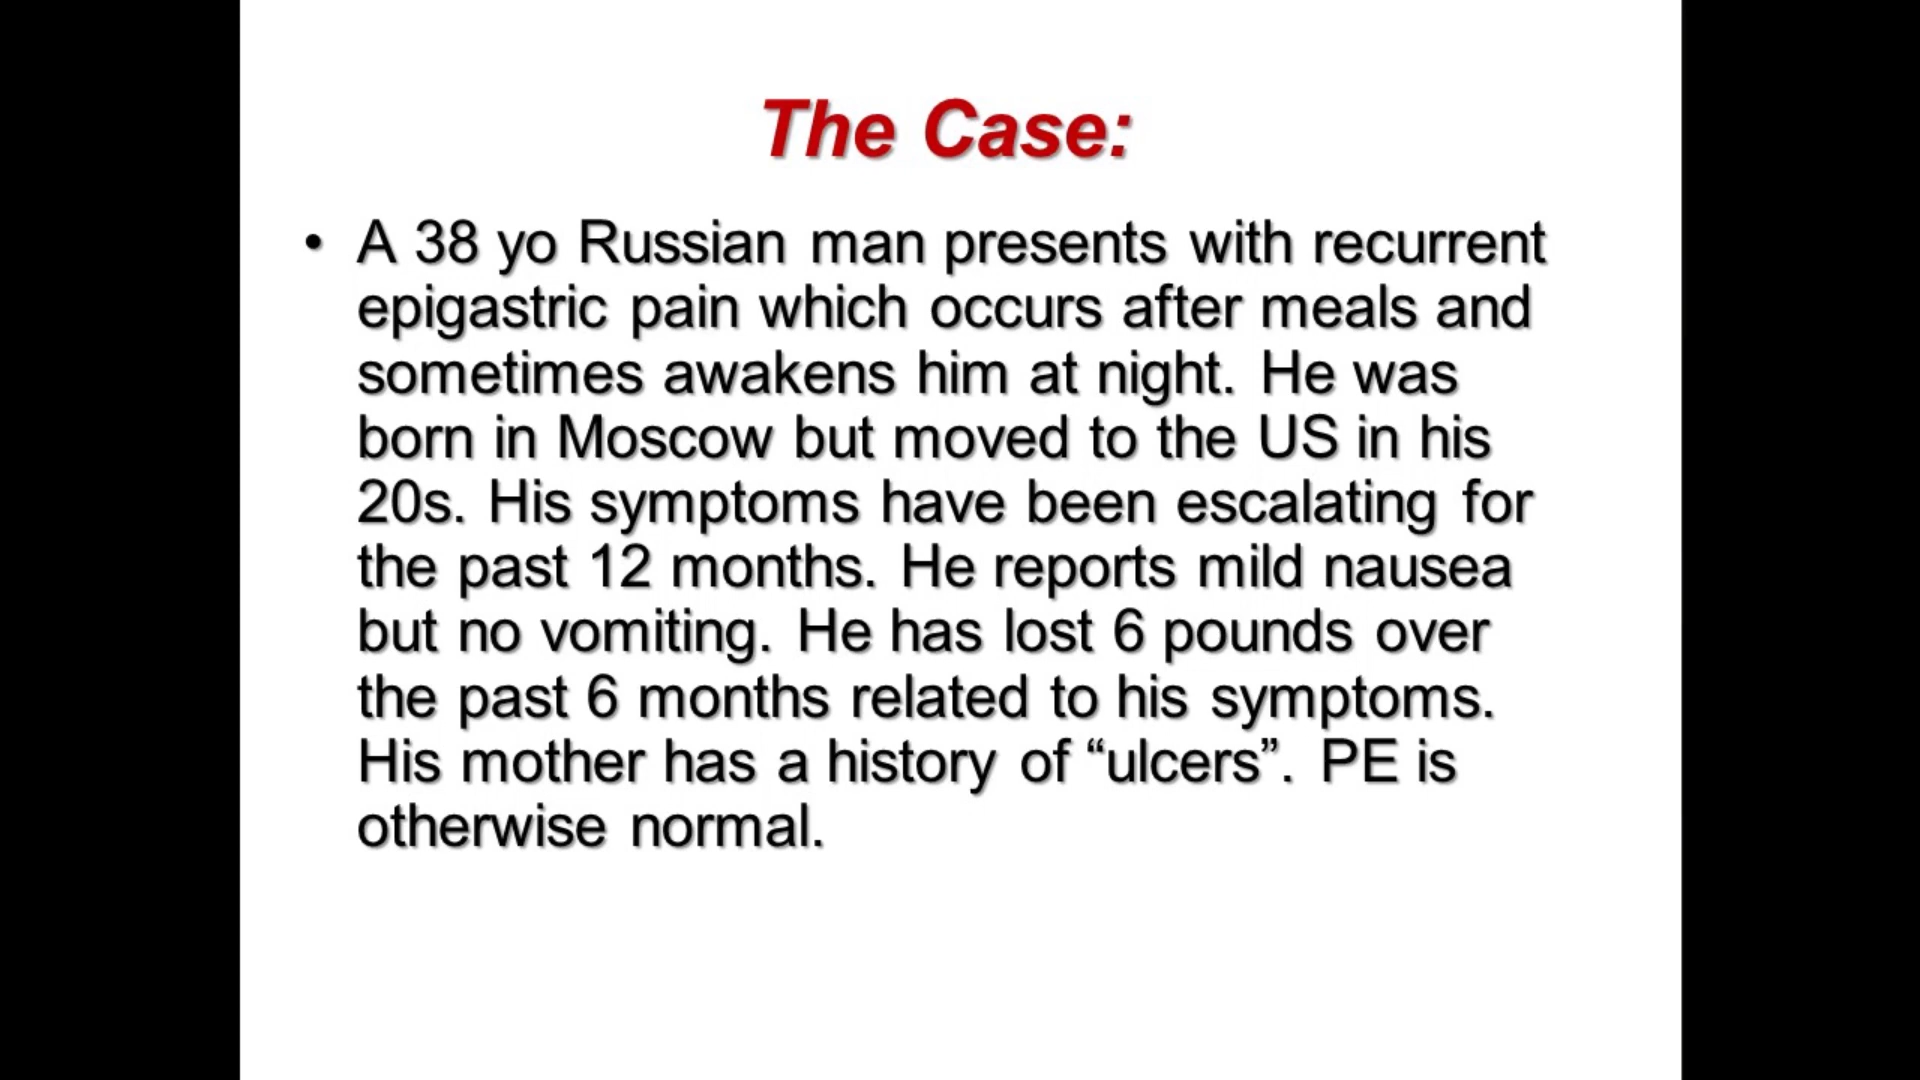 The Case:
• A 38 yo Russian man presents with recurrent
epigastric pain which occurs after meals and
sometimes awakens him at night. He was
born in Moscow but moved to the US in his
20s. His symptoms have been escalating for
the past 12 months. He reports mild nausea
but no vomiting. He has lost 6 pounds over
the past 6 months related to his symptoms.
His mother has a history of “ulcers”. PE is
otherwise normal.